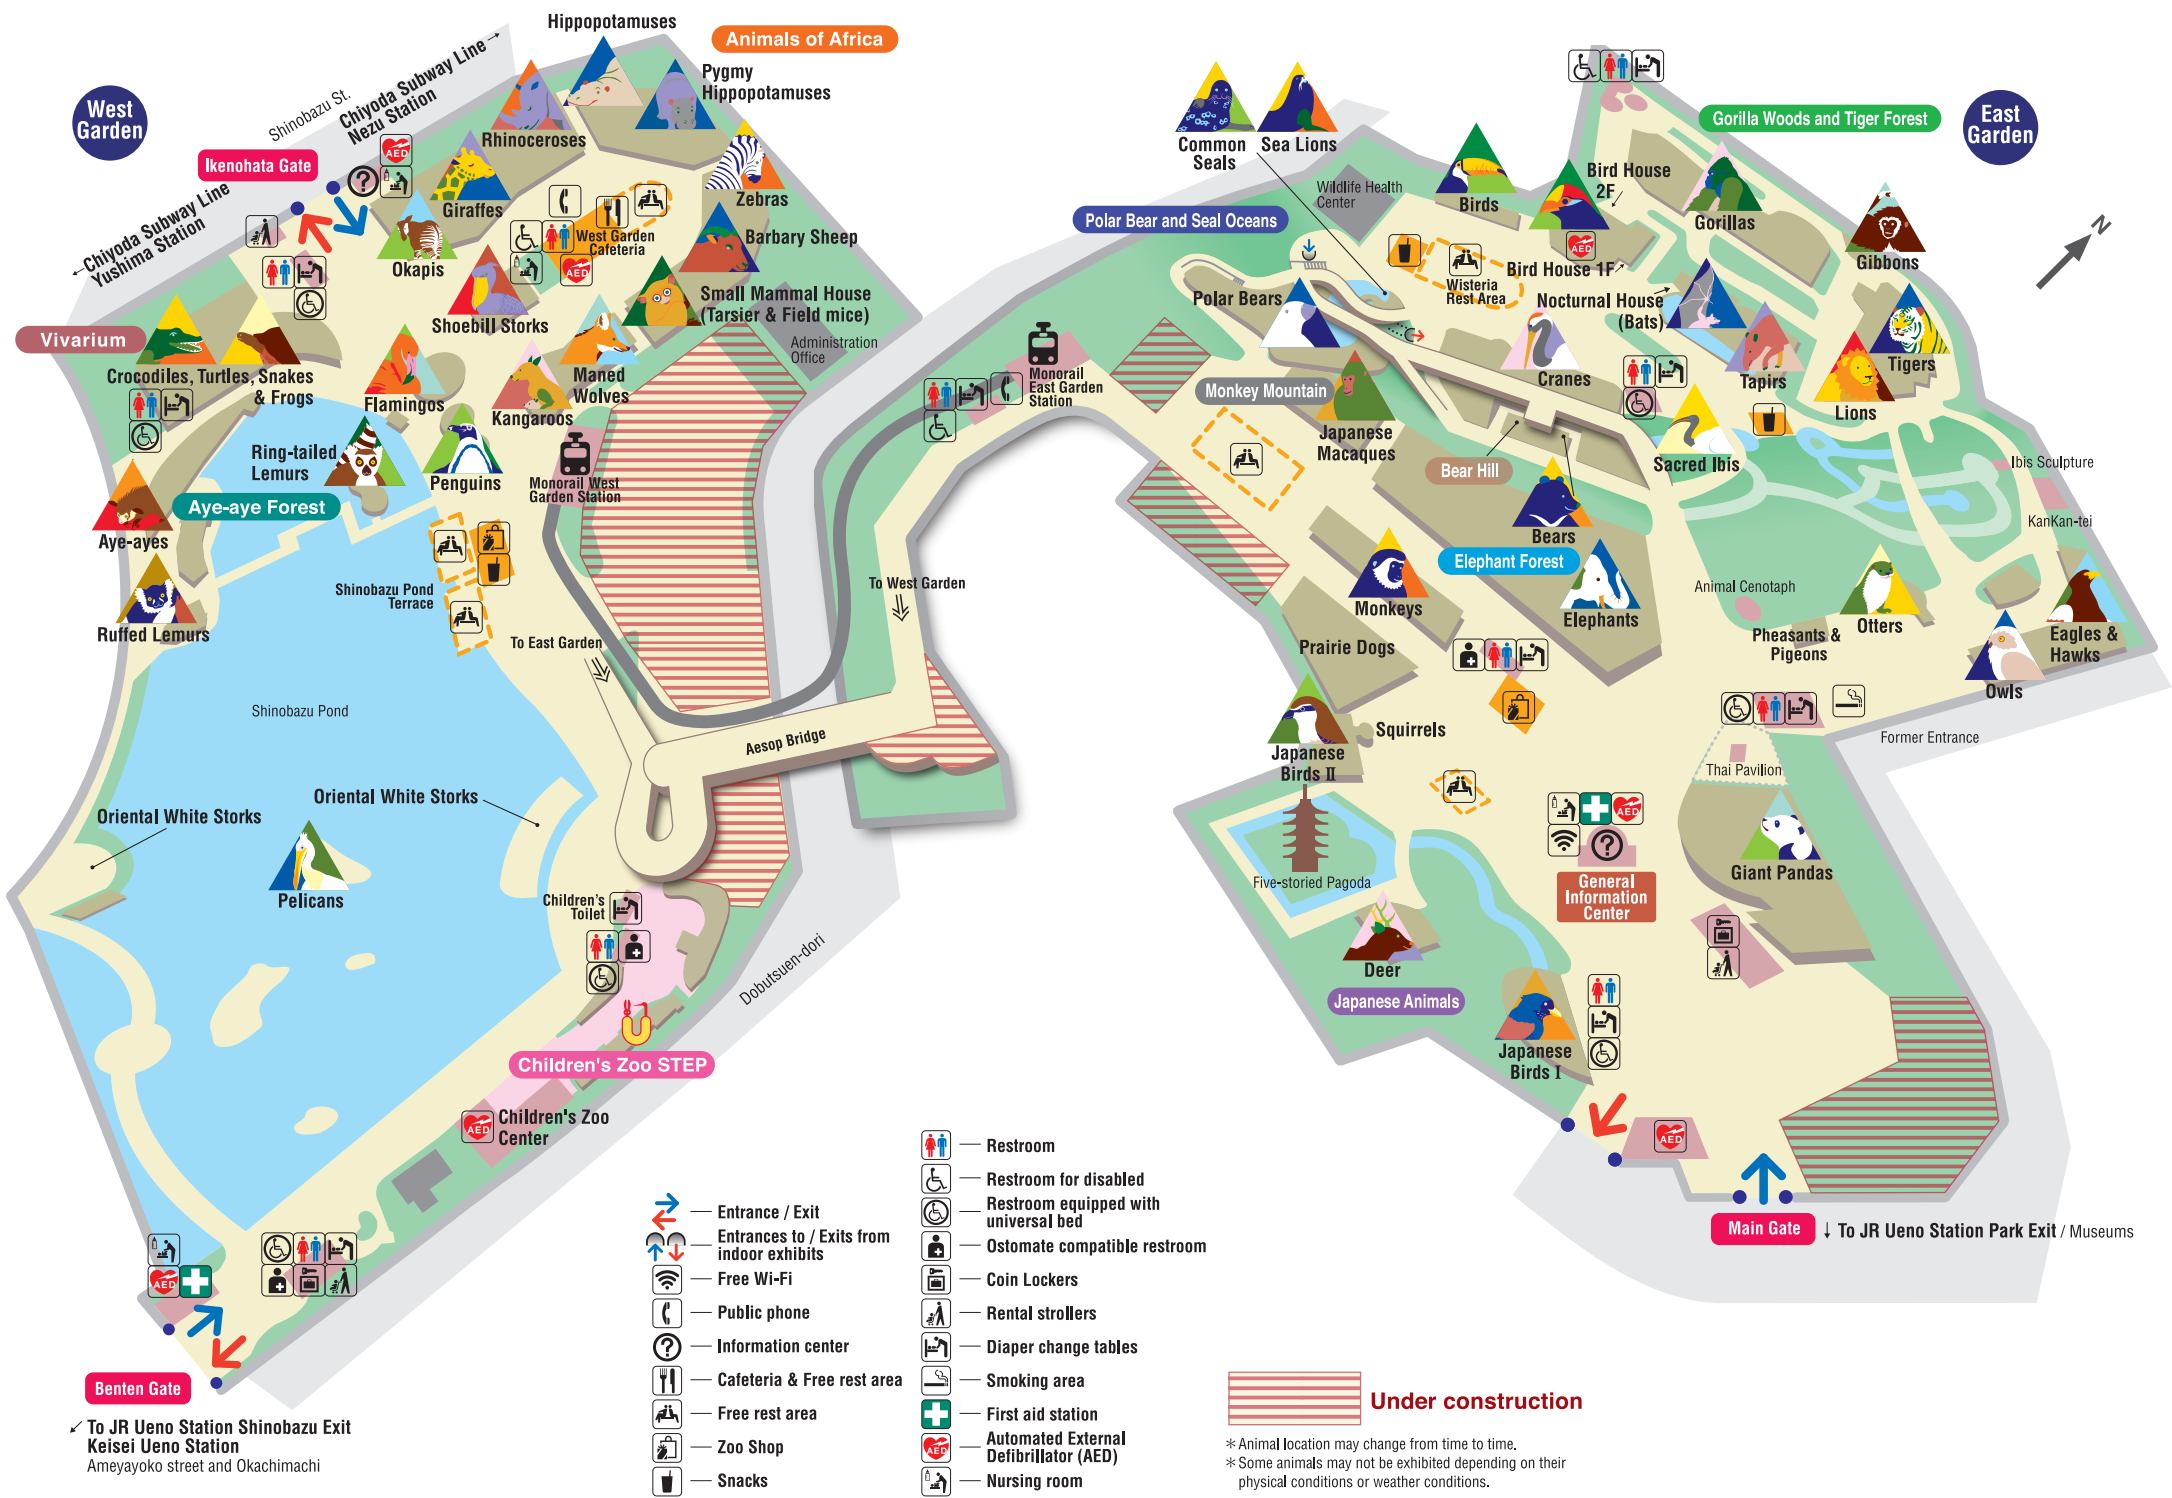 West
Garden
Shinobazu St.
Chiyoda Subway Line →
Nezu Station
Ikenohata Gate
←Chiyoda Subway Line
Yushima Station
AED
Hippopotamuses
Animals of Africa
Pygmy
Hippopotamuses
Rhinoceroses
Zebras
Giraffes
Okapis
West Garden
Cafeteria
AED
Barbary Sheep
Shoebill Storks
Small Mammal House
(Tarsier & Field mice)
Administration
Office
Vivarium
Crocodiles, Turtles, Snakes
& Frogs
Flamingos
Maned
Wolves
Kangaroos
Ring-tailed
Lemurs
Penguins
Monorail West
Garden Station
Aye-aye Forest
Aye-ayes
Ruffed Lemurs
Shinobazu Pond
Terrace
To East Garden
Shinobazu Pond
Oriental White Storks
Oriental White Storks
Pelicans
Aesop Bridge
To West Garden
Children's
Toilet
Dobutsuen-dori
Children's Zoo STEP
AED
Children's Zoo
Center
AED
Benten Gate
↙ To JR Ueno Station Shinobazu Exit
Keisei Ueno Station
Ameyayoko street and Okachimachi
East
Garden
Gorilla Woods and Tiger Forest
Common
Seals
Sea Lions
Wildlife Health
Center
Polar Bear and Seal Oceans
Birds
Bird House
2F
AED
Bird House 1F
Gorillas
Gibbons
N
Wisteria
Rest Area
Nocturnal House
(Bats)
Polar Bears
Monorail
East Garden
Station
Monkey Mountain
Japanese
Macaques
Cranes
Tapirs
Tigers
Lions
Bear Hill
Sacred Ibis
Ibis Sculpture
KanKan-tei
Bears
Elephant Forest
Monkeys
Elephants
Animal Cenotaph
Pheasants &
Pigeons
Otters
Eagles &
Hawks
Owls
Prairie Dogs
Squirrels
Japanese
Birds II
Former Entrance
Thai Pavilion
Five-storied Pagoda
AED
General
Information
Center
Giant Pandas
Deer
Japanese Animals
Japanese
Birds I
AED
Main Gate
↓ To JR Ueno Station Park Exit / Museums
Entrance / Exit
Entrances to / Exits from
indoor exhibits
Free Wi-Fi
Public phone
Information center
Cafeteria & Free rest area
Free rest area
Zoo Shop
Snacks
Restroom
Restroom for disabled
Restroom equipped with
universal bed
Ostomate compatible restroom
Coin Lockers
Rental strollers
Diaper change tables
Smoking area
First aid station
AED
Automated External
Defibrillator (AED)
Nursing room
Under construction
＊Animal location may change from time to time.
＊Some animals may not be exhibited depending on their
physical conditions or weather conditions.